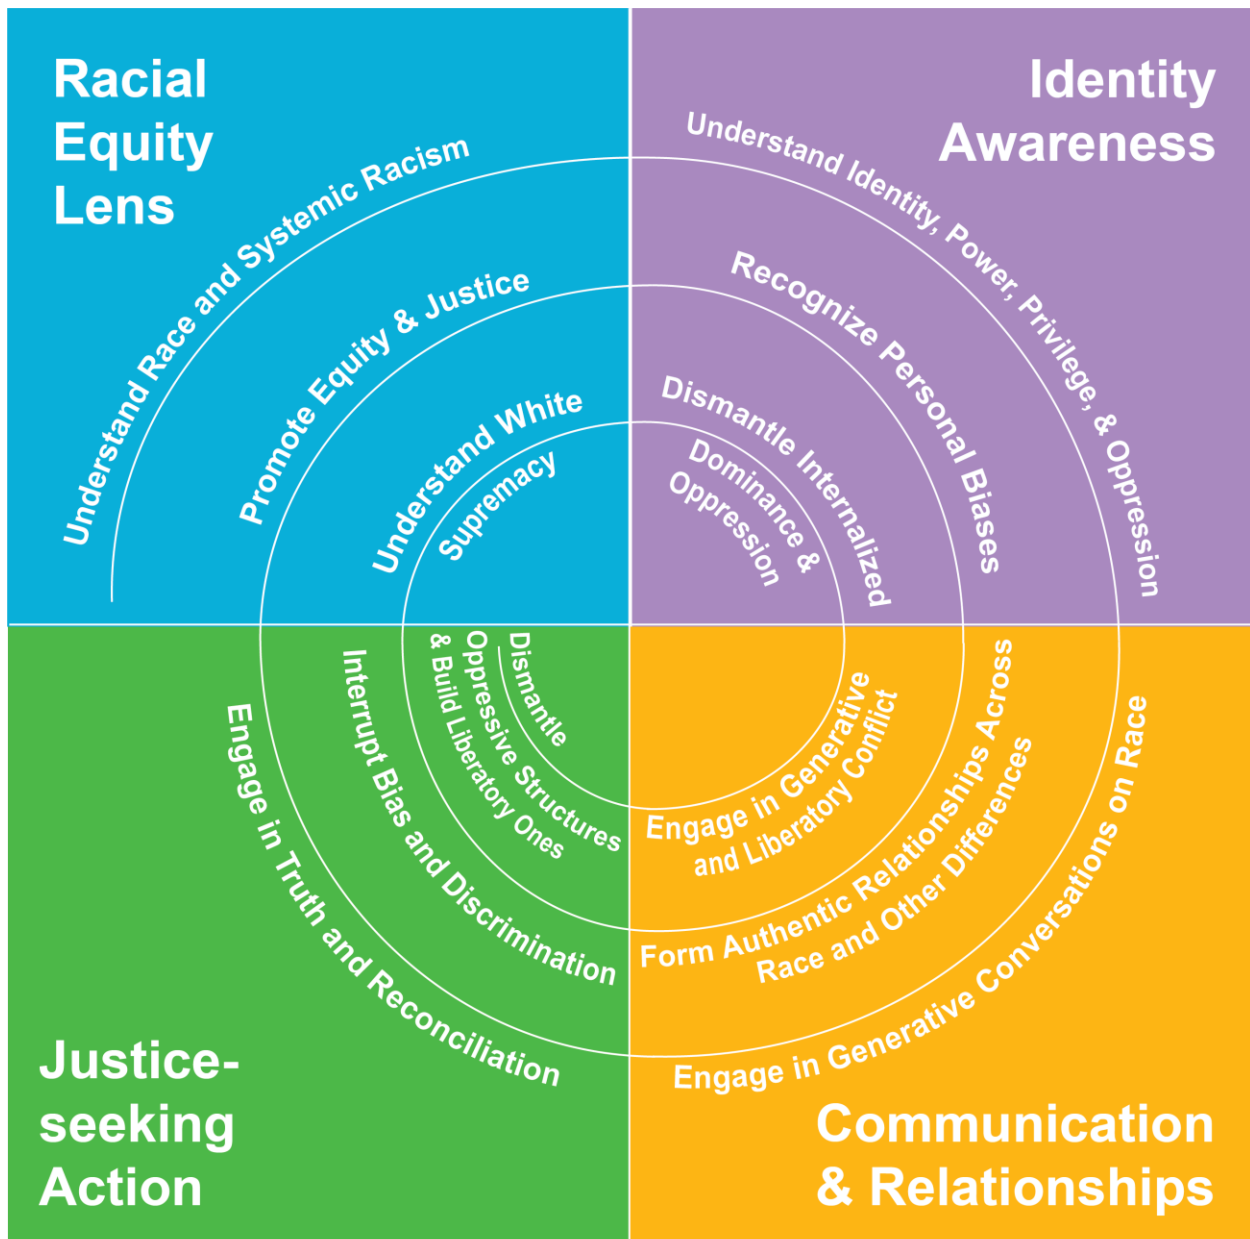 Racial
Equity
Lens
Understand Race and Systemic Racism
Promote Equity & Justice
Understand White
Supremacy
Identity
Awareness
Understand Identity, Power, Privilege, & Oppression
Recognize Personal Biases
Dismantle Internalized
Dominance &
Oppression
Dismantle
Oppressive Structures
& Build Liberatory Ones
Interrupt Bias and Discrimination
Engage in Truth and Reconciliation
Justice-
seeking
Action
Engage in Generative
and Liberatory Conflict
Form Authentic Relationships Across
Race and Other Differences
Engage in Generative Conversations on Race
Communication
& Relationships